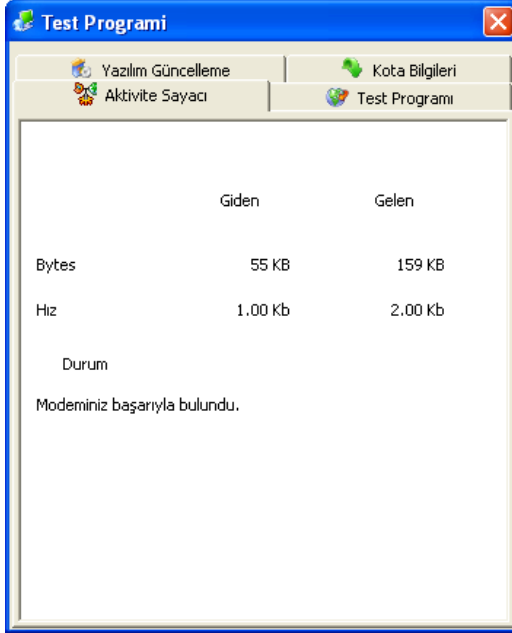 Test Programi
Yazılım Güncelleme Kota Bilgileri
Aktivite Sayacı Test Programı
Giden Gelen
Bytes 55 KB 159 KB
Hız 1.00 Kb 2.00 Kb
Durum
Modeminiz başarıyla bulundu.